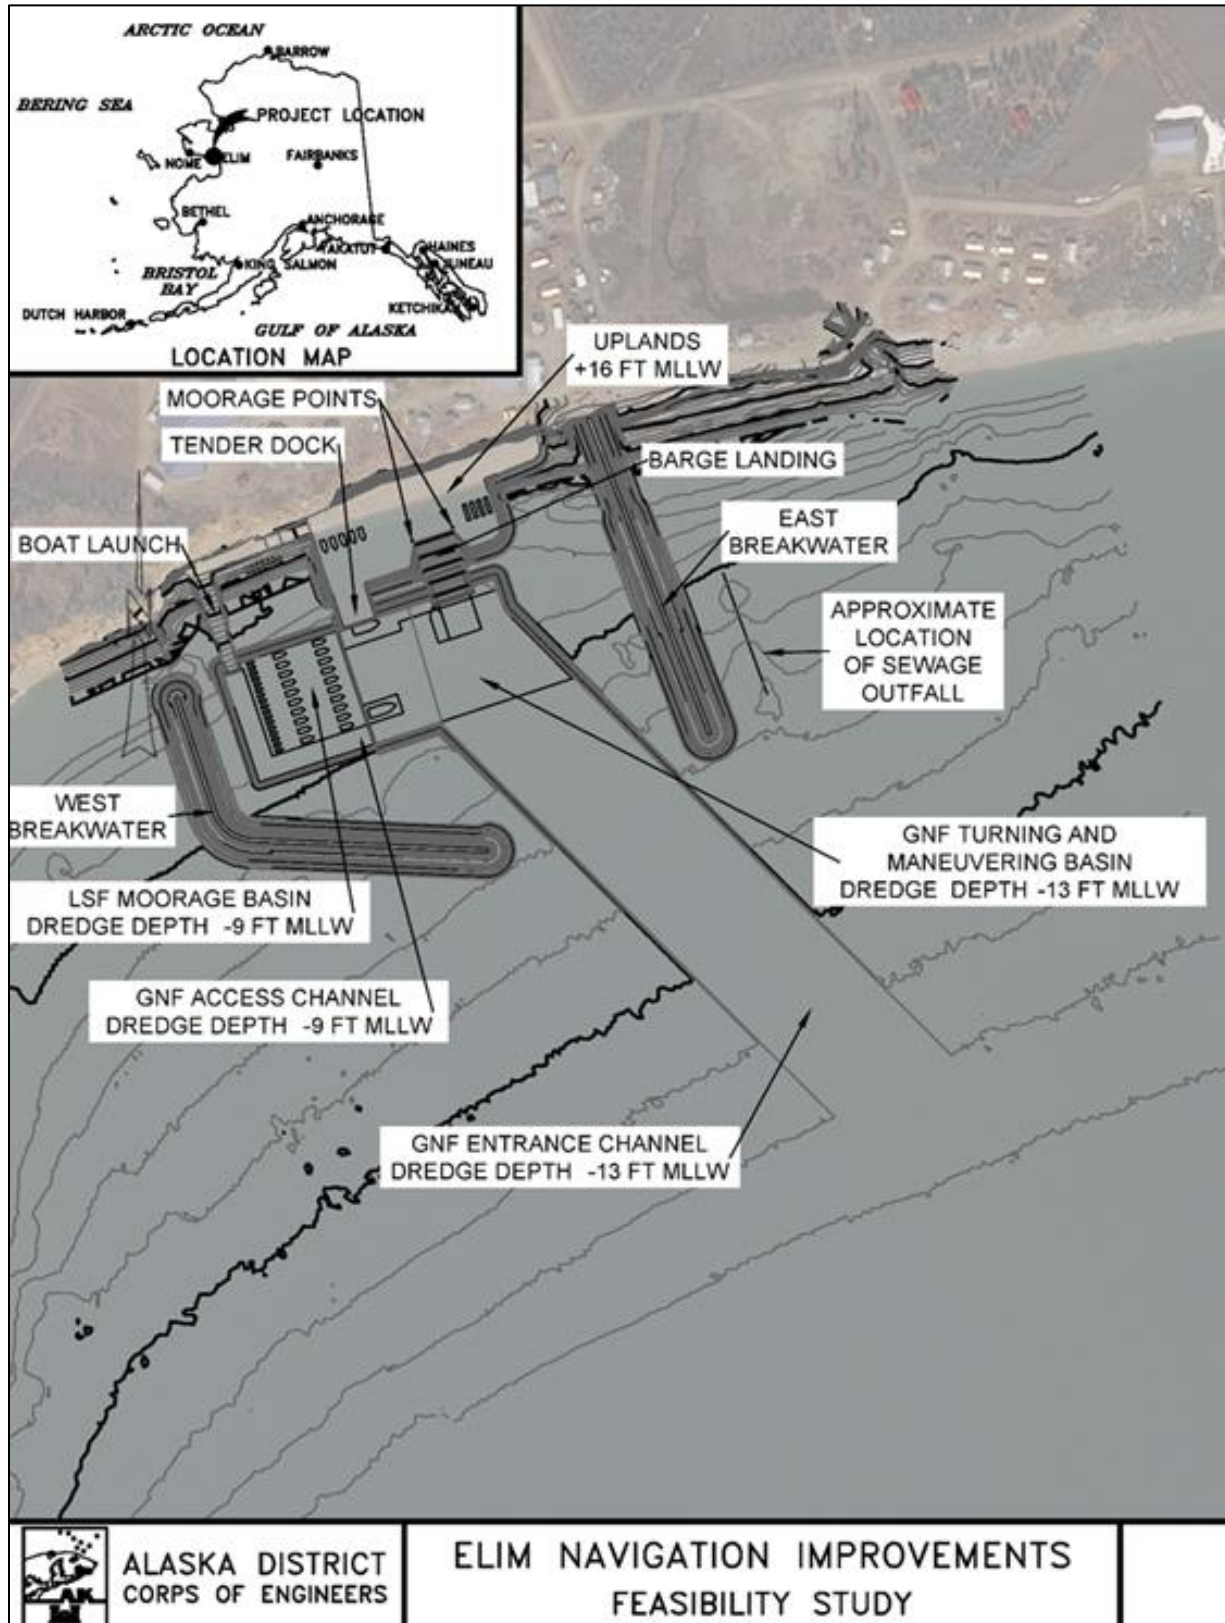 ARCTIC OCEAN
BARROW
BERING SEA
PROJECT LOCATION
NOME
ELIM
FAIRBANKS
BETHEL
ANCHORAGE
YAKATUT
HAINES
JUNEAU
KING SALMON
BRISTOL
BAY
KETCHIKA
DUTCH HARBOR
GULF OF ALASKA
LOCATION MAP
UPLANDS
+16 FT MLLW
MOORAGE POINTS
TENDER DOCK
BARGE LANDING
BOAT LAUNCH
EAST
BREAKWATER
APPROXIMATE
LOCATION
OF SEWAGE
OUTFALL
WEST
BREAKWATER
GNF TURNING AND
MANEUVERING BASIN
DREDGE DEPTH -13 FT MLLW
LSF MOORAGE BASIN
DREDGE DEPTH -9 FT MLLW
GNF ACCESS CHANNEL
DREDGE DEPTH -9 FT MLLW
GNF ENTRANCE CHANNEL
DREDGE DEPTH -13 FT MLLW
AK
ALASKA DISTRICT
CORPS OF ENGINEERS
ELIM NAVIGATION IMPROVEMENTS
FEASIBILITY STUDY